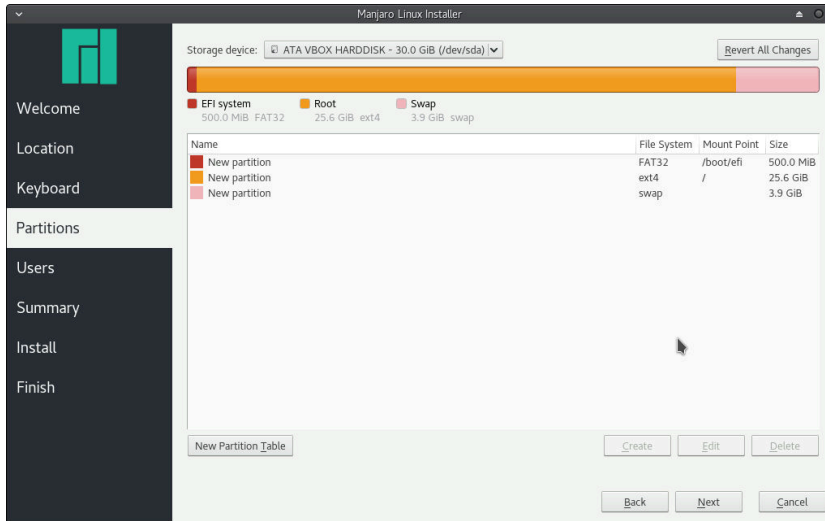 Manjaro Linux Installer
Welcome
Location
Keyboard
Partitions
Users
Summary
Install
Finish
Storage device: ATA VBOX HARDDISK - 30.0 GiB (/dev/sda) Revert All Changes
EFI system Root Swap
500.0 MiB FAT32 25.6 GiB ext4 3.9 GiB swap
Name File System Mount Point Size
New partition FAT32 /boot/efi 500.0 MiB
New partition ext4 / 25.6 GiB
New partition swap 3.9 GiB
New Partition Table Create Edit Delete
Back Next Cancel